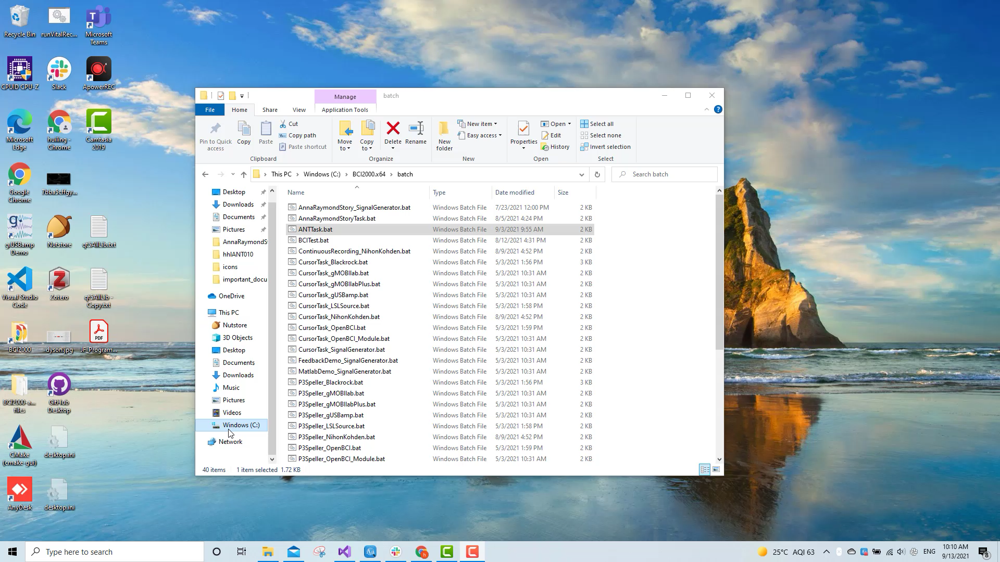 Recycle Bin
runVitalRec...
Microsoft Teams
CPUID CPU-Z
Slack
ApowerREC
Microsoft Edge
huiling - Chrome
Camtasia 2019
Google Chrome
7bba5cffgy...
g.USBamp Demo
Nutstore
qt5AllLib.txt
Visual Studio Code
Zotero
qt5AllLib - Copy.txt
BCI2000
dyson.jpg
JF_Program...
BCI2000-a... files
GitHub Desktop
CMake (cmake-gui)
desktop.ini
AnyDesk
desktop.ini
Manage
batch
File
Home
Share
View
Application Tools
Pin to Quick access
Copy
Paste
Cut
Copy path
Paste shortcut
Clipboard
Move to
Copy to
Delete
Rename
Organize
New folder
New item
Easy access
New
Properties
Open
Edit
History
Open
Select all
Select none
Invert selection
Select
This PC > Windows (C:) > BCI2000.x64 > batch
Search batch
Desktop
Downloads
Documents
Pictures
AnnaRaymondS
hhlANT010
icons
important_docu
OneDrive
This PC
Nutstore
3D Objects
Desktop
Documents
Downloads
Music
Pictures
Videos
Windows (C:)
Network
Name Type Date modified Size
AnnaRaymondStory_SignalGenerator.bat Windows Batch File 7/23/2021 12:00 PM 2 KB
AnnaRaymondStoryTask.bat Windows Batch File 8/5/2021 4:24 PM 2 KB
ANTTask.bat Windows Batch File 9/3/2021 9:55 AM 2 KB
BCITest.bat Windows Batch File 8/12/2021 4:31 PM 2 KB
ContinuousRecording_NihonKohden.bat Windows Batch File 8/9/2021 4:52 PM 2 KB
CursorTask_Blackrock.bat Windows Batch File 5/3/2021 1:56 PM 3 KB
CursorTask_gMOBIlab.bat Windows Batch File 5/3/2021 10:31 AM 2 KB
CursorTask_gMOBIlabPlus.bat Windows Batch File 5/3/2021 10:31 AM 2 KB
CursorTask_gUSBamp.bat Windows Batch File 5/3/2021 10:31 AM 2 KB
CursorTask_LSLSource.bat Windows Batch File 5/3/2021 1:58 PM 2 KB
CursorTask_NihonKohden.bat Windows Batch File 8/9/2021 4:52 PM 2 KB
CursorTask_OpenBCI.bat Windows Batch File 5/3/2021 1:59 PM 2 KB
CursorTask_OpenBCI_Module.bat Windows Batch File 5/3/2021 10:31 AM 2 KB
CursorTask_SignalGenerator.bat Windows Batch File 5/3/2021 10:31 AM 2 KB
FeedbackDemo_SignalGenerator.bat Windows Batch File 5/3/2021 10:31 AM 2 KB
MatlabDemo_SignalGenerator.bat Windows Batch File 5/3/2021 10:31 AM 2 KB
P3Speller_Blackrock.bat Windows Batch File 5/3/2021 1:56 PM 3 KB
P3Speller_gMOBIlab.bat Windows Batch File 5/3/2021 10:31 AM 2 KB
P3Speller_gMOBIlabPlus.bat Windows Batch File 5/3/2021 10:31 AM 2 KB
P3Speller_gUSBamp.bat Windows Batch File 5/3/2021 10:31 AM 2 KB
P3Speller_LSLSource.bat Windows Batch File 5/3/2021 1:58 PM 2 KB
P3Speller_NihonKohden.bat Windows Batch File 8/9/2021 4:52 PM 2 KB
P3Speller_OpenBCI.bat Windows Batch File 5/3/2021 1:59 PM 2 KB
P3Speller_OpenBCI_Module.bat Windows Batch File 5/3/2021 10:31 AM 2 KB
40 items 1 item selected 1.72 KB
Type here to search
25°C AQI 63
ENG
10:10 AM
9/13/2021
8